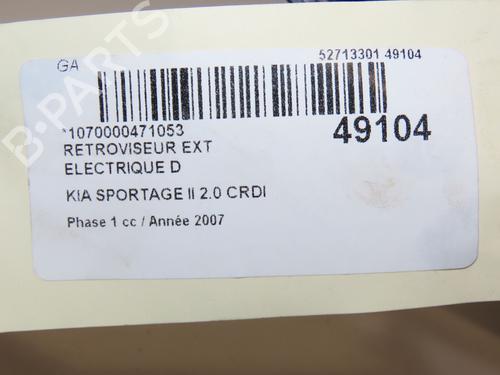 GA
52713301 49104
*1070000471053
49104
RETROVISEUR EXT
ELECTRIQUE D
KIA SPORTAGE II 2.0 CRDI
Phase 1 cc / Année 2007
B-PARTS